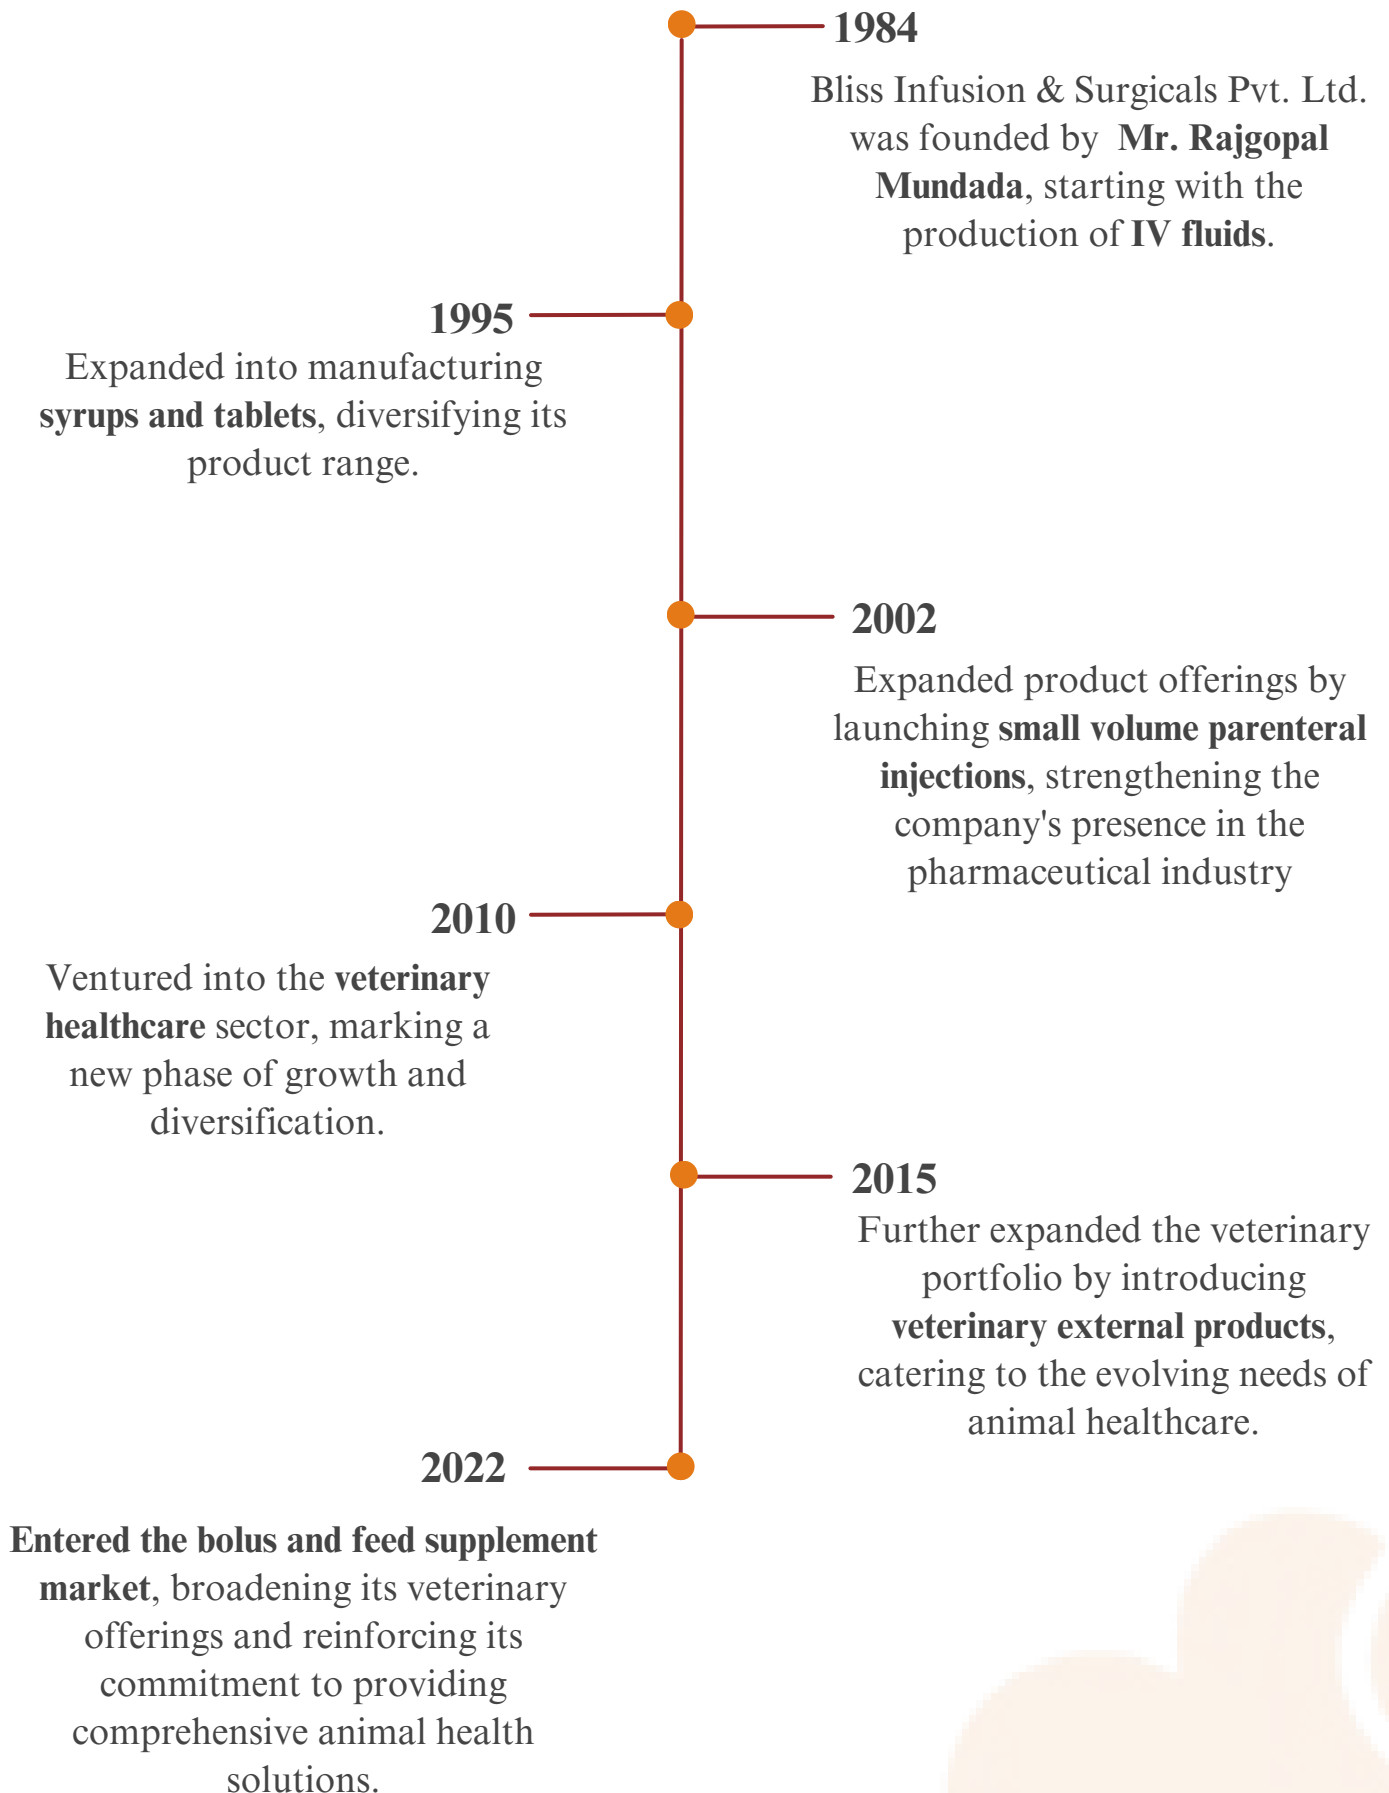 1984
Bliss Infusion & Surgicals Pvt. Ltd.
was founded by Mr. Rajgopal
Mundada, starting with the
production of IV fluids.
1995
Expanded into manufacturing
syrups and tablets, diversifying its
product range.
2002
Expanded product offerings by
launching small volume parenteral
injections, strengthening the
company's presence in the
pharmaceutical industry
2010
Ventured into the veterinary
healthcare sector, marking a
new phase of growth and
diversification.
2015
Further expanded the veterinary
portfolio by introducing
veterinary external products,
catering to the evolving needs of
animal healthcare.
2022
Entered the bolus and feed supplement
market, broadening its veterinary
offerings and reinforcing its
commitment to providing
comprehensive animal health
solutions.